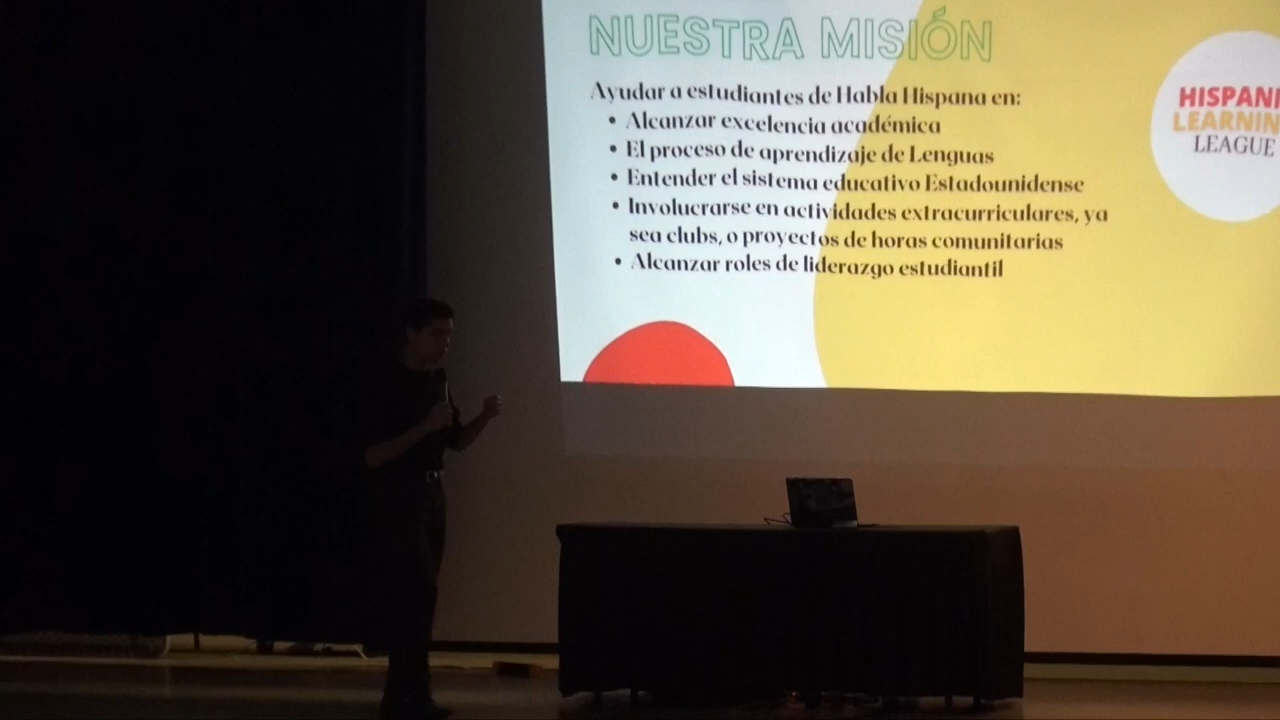 NUESTRA MISIÓN
Ayudar a estudiantes de Habla Hispana en:
• Alcanzar excelencia académica
• El proceso de aprendizaje de Lenguas
• Entender el sistema educativo Estadounidense
• Involucrarse en actividades extracurriculares, ya
sea clubs, o proyectos de horas comunitarias
• Alcanzar roles de liderazgo estudiantil
HISPANI
LEARNIN
LEAGUE